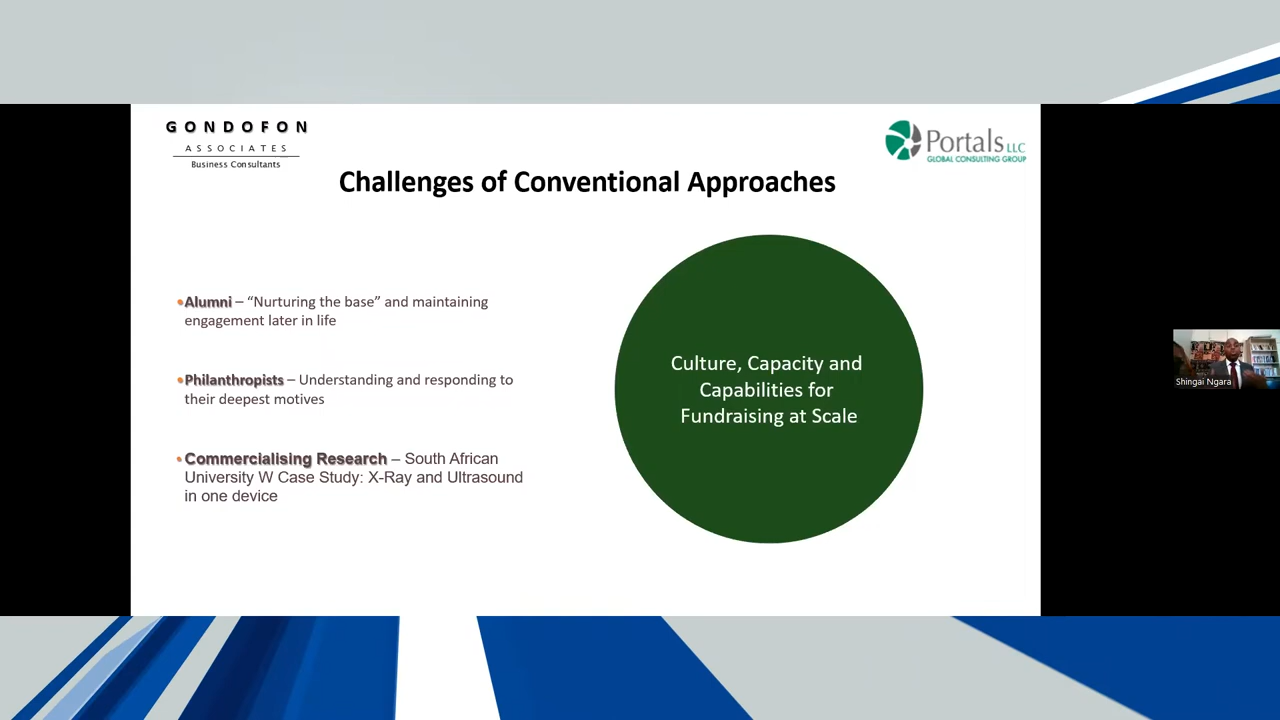 GONDOFON
ASSOCIATES
Business Consultants
Portals LLC
GLOBAL CONSULTING GROUP
Challenges of Conventional Approaches
•Alumni – “Nurturing the base” and maintaining
engagement later in life
•Philanthropists – Understanding and responding to
their deepest motives
•Commercialising Research – South African
University W Case Study: X-Ray and Ultrasound
in one device
Culture, Capacity and
Capabilities for
Fundraising at Scale
Shingai Ngara